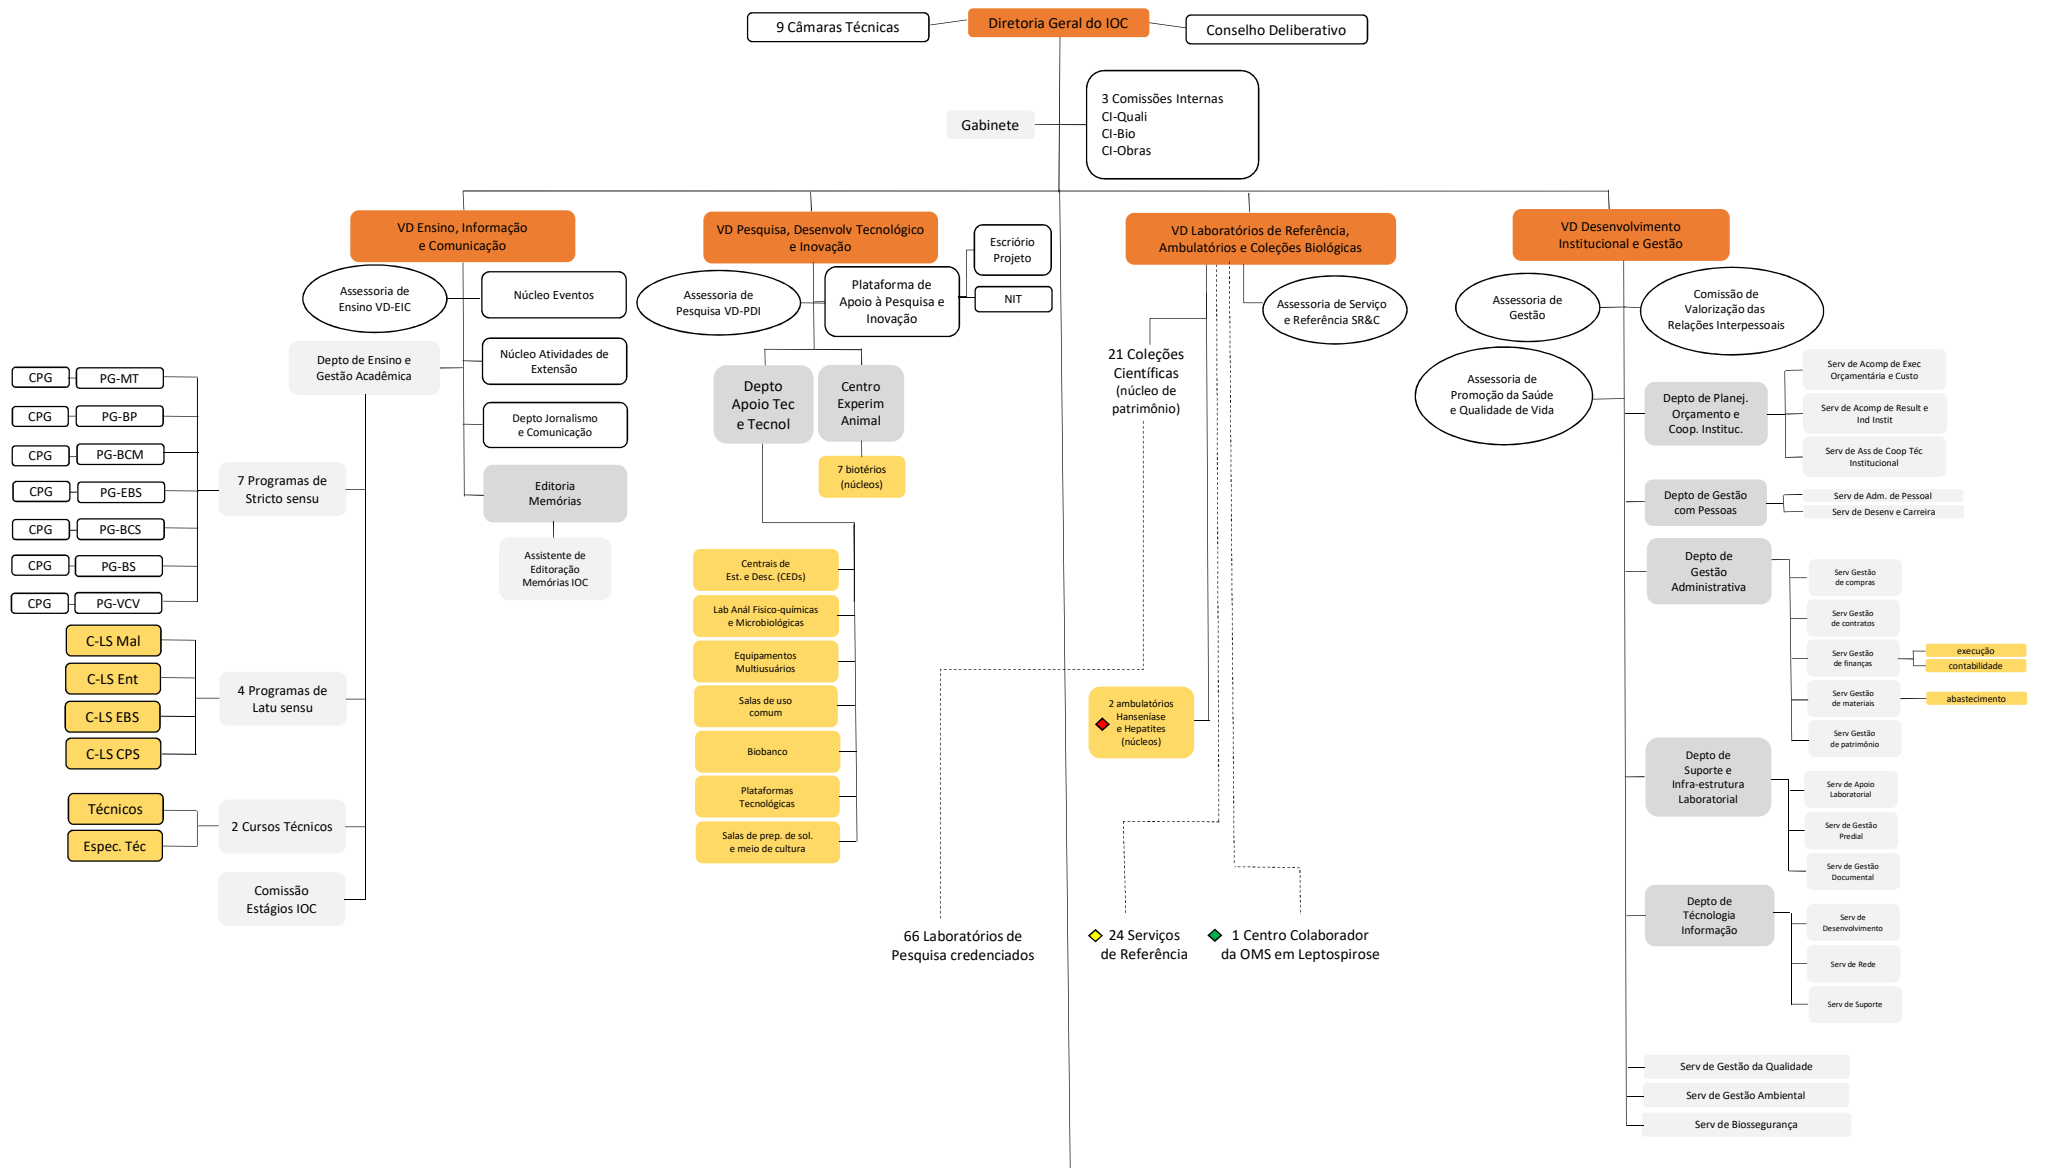 9 Câmaras Técnicas
Diretoria Geral do IOC
Conselho Deliberativo
Gabinete
3 Comissões Internas
CI-Quali
CI-Bio
CI-Obras
VD Ensino, Informação
e Comunicação
Assessoria de
Ensino VD-EIC
Núcleo Eventos
Núcleo Atividades de
Extensão
Depto de Ensino e
Gestão Acadêmica
Depto Jornalismo
e Comunicação
Editoria
Memórias
Assistente de
Editoração
Memórias IOC
CPG
PG-MT
CPG
PG-BP
CPG
PG-BCM
CPG
PG-EBS
CPG
PG-BCS
CPG
PG-BS
CPG
PG-VCV
7 Programas de
Stricto sensu
C-LS Mal
C-LS Ent
C-LS EBS
C-LS CPS
4 Programas de
Latu sensu
Técnicos
Espec. Téc
2 Cursos Técnicos
Comissão
Estágios IOC
VD Pesquisa, Desenvolv Tecnológico
e Inovação
Assessoria de
Pesquisa VD-PDI
Plataforma de
Apoio à Pesquisa e
Inovação
Escriório
Projeto
NIT
Depto
Apoio Tec
e Tecnol
Centro
Experim
Animal
7 biotérios
(núcleos)
Centrais de
Est. e Desc. (CEDs)
Lab Anál Fisico-químicas
e Microbiológicas
Equipamentos
Multiusuários
Salas de uso
comum
Biobanco
Plataformas
Tecnológicas
Salas de prep. de sol.
e meio de cultura
VD Laboratórios de Referência,
Ambulatórios e Coleções Biológicas
Assessoria de Serviço
e Referência SR&C
21 Coleções
Científicas
(núcleo de
patrimônio)
2 ambulatórios
Hanseníase
e Hepatites
(núcleos)
66 Laboratórios de
Pesquisa credenciados
24 Serviços
de Referência
1 Centro Colaborador
da OMS em Leptospirose
VD Desenvolvimento
Institucional e Gestão
Assessoria de
Gestão
Comissão de
Valorização das
Relações Interpessoais
Assessoria de
Promoção da Saúde
e Qualidade de Vida
Depto de Planej.
Orçamento e
Coop. Instituc.
Serv de Acomp de Exec
Orçamentária e Custo
Serv de Acomp de Result e
Ind Instit
Serv de Ass de Coop Téc
Institucional
Depto de Gestão
com Pessoas
Serv de Adm. de Pessoal
Serv de Desenv e Carreira
Depto de
Gestão
Administrativa
Serv Gestão
de compras
Serv Gestão
de contratos
Serv Gestão
de finanças
execução
contabilidade
Serv Gestão
de materiais
abastecimento
Serv Gestão
de patrimônio
Depto de
Suporte e
Infra-estrutura
Laboratorial
Serv de Apoio
Laboratorial
Serv de Gestão
Predial
Serv de Gestão
Documental
Depto de
Técnologia
Informação
Serv de
Desenvolvimento
Serv de Rede
Serv de Suporte
Serv de Gestão da Qualidade
Serv de Gestão Ambiental
Serv de Biossegurança